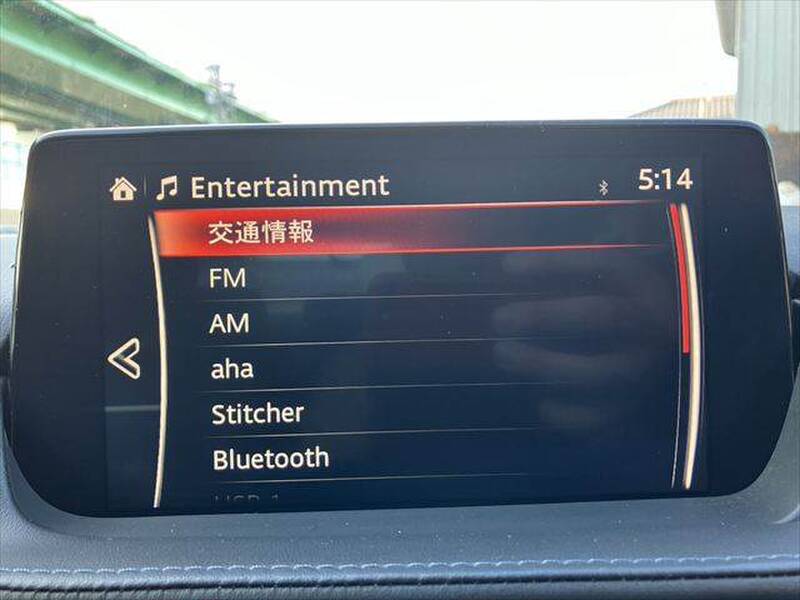 Entertainment
5:14
交通情報
FM
AM
aha
Stitcher
Bluetooth